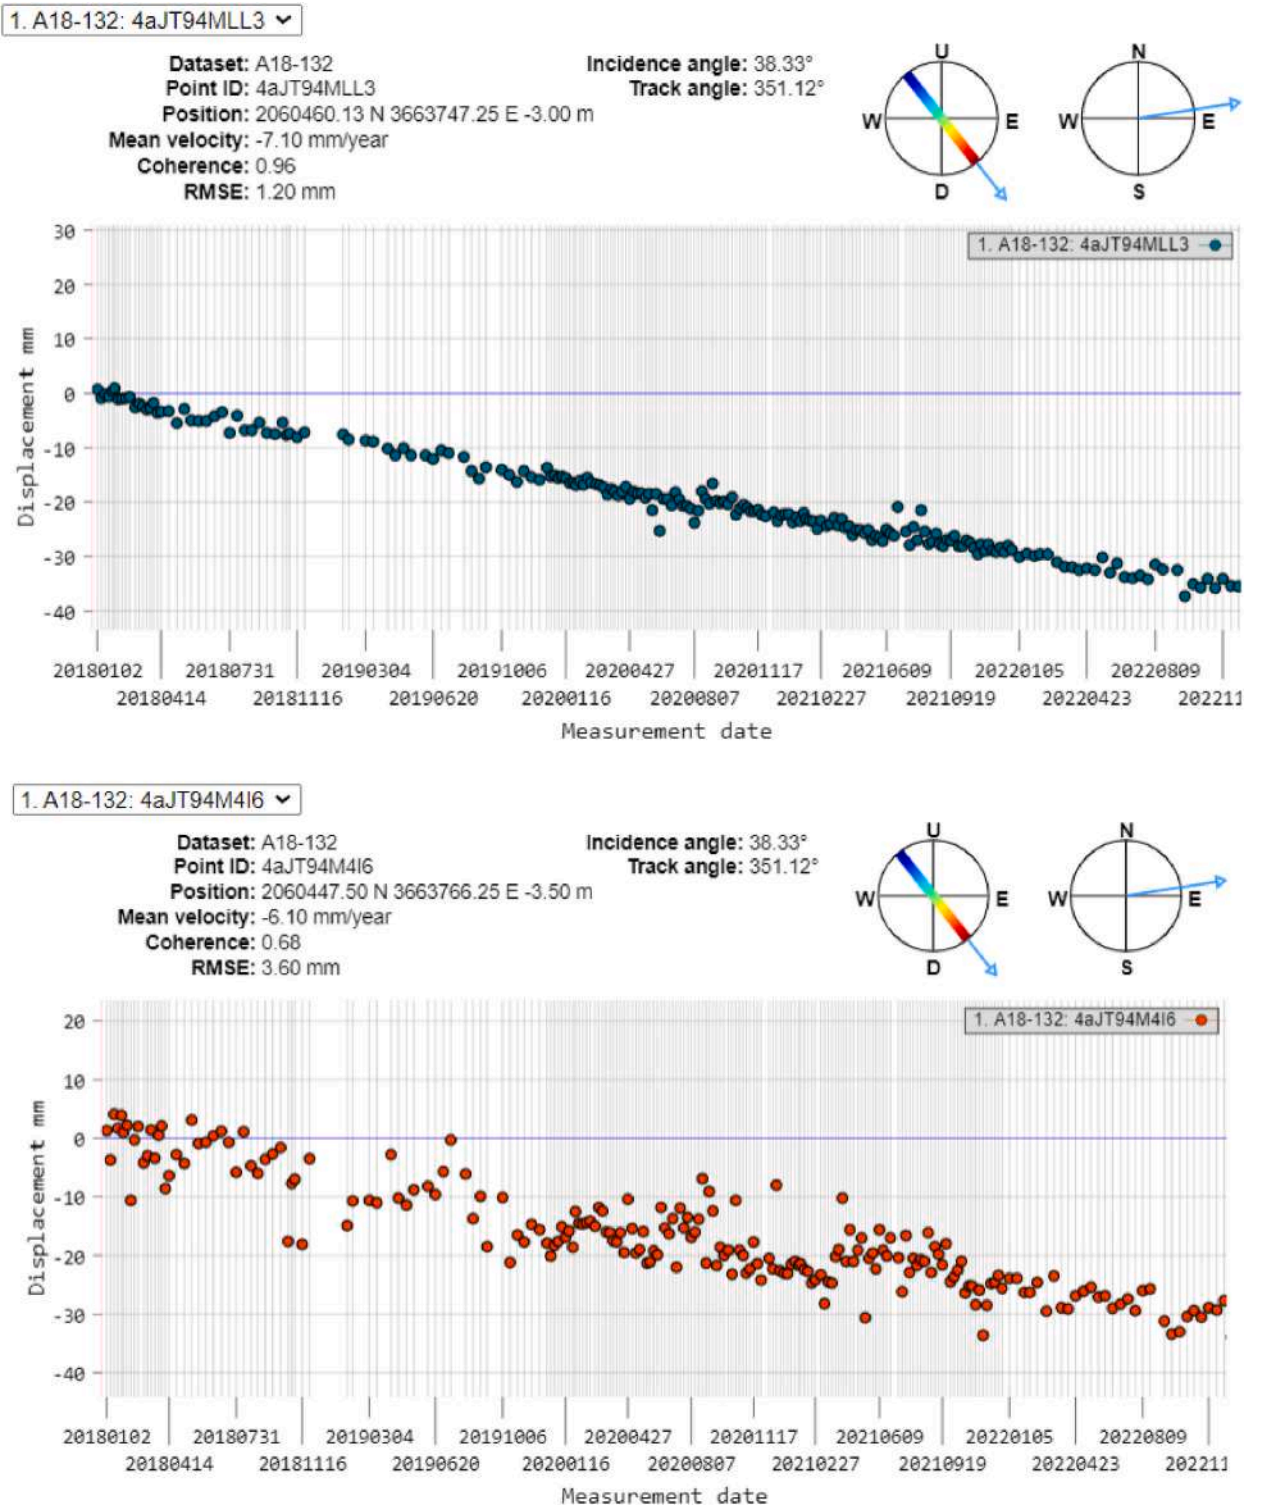 1. A18-132: 4aJT94MLL3
Dataset: A18-132
Point ID: 4aJT94MLL3
Position: 2060460.13 N 3663747.25 E -3.00 m
Mean velocity: -7.10 mm/year
Coherence: 0.96
RMSE: 1.20 mm
Incidence angle: 38.33°
Track angle: 351.12°
U
W E
D
N
W E
S
1. A18-132: 4aJT94MLL3
30
20
10
0
-10
-20
-30
-40
Displacement mm
20180102 20180731 20190304 20191006 20200427 20201117 20210609 20220105 20220809
20180414 20181116 20190620 20200116 20200807 20210227 20210919 20220423 202211
Measurement date
1. A18-132: 4aJT94M4I6
Dataset: A18-132
Point ID: 4aJT94M4I6
Position: 2060447.50 N 3663766.25 E -3.50 m
Mean velocity: -6.10 mm/year
Coherence: 0.68
RMSE: 3.60 mm
Incidence angle: 38.33°
Track angle: 351.12°
U
W E
D
N
W E
S
1. A18-132: 4aJT94M4I6
20
10
0
-10
-20
-30
-40
Displacement mm
20180102 20180731 20190304 20191006 20200427 20201117 20210609 20220105 20220809
20180414 20181116 20190620 20200116 20200807 20210227 20210919 20220423 202211
Measurement date